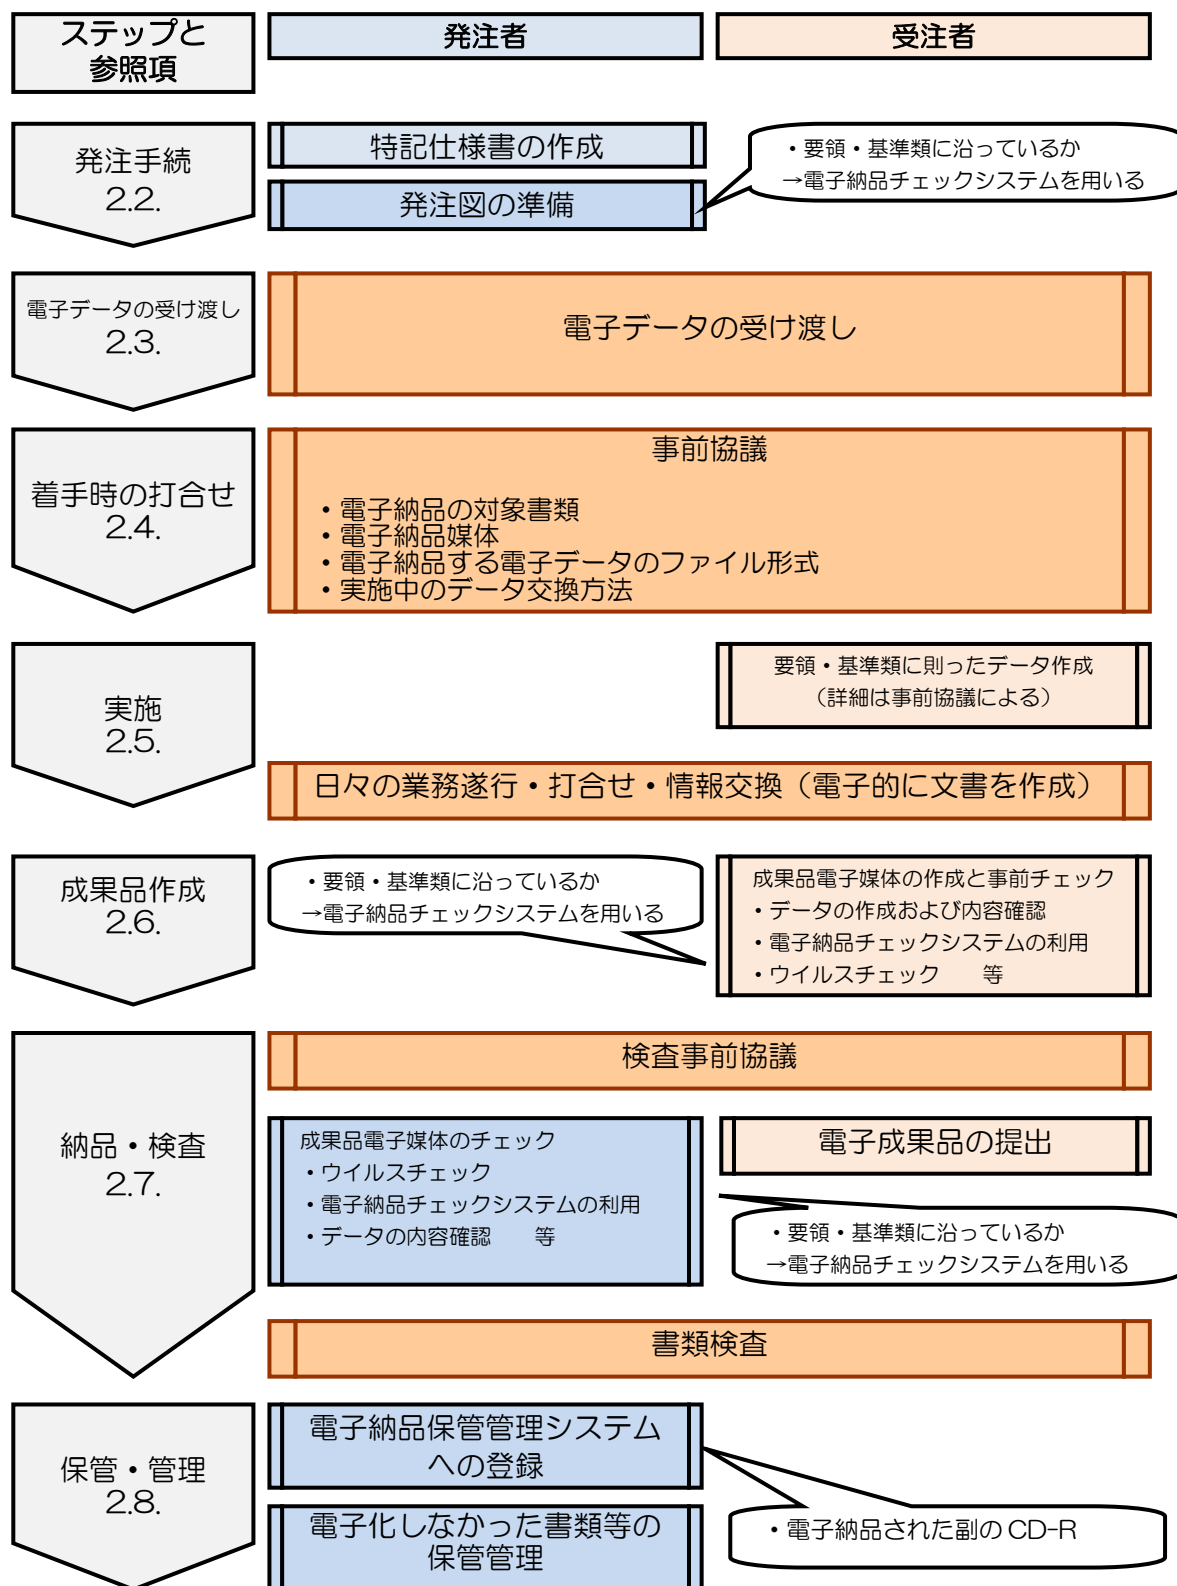 ステップと
参照項
発注者
受注者
発注手続
2.2.
特記仕様書の作成
発注図の準備
・要領・基準類に沿っているか
→電子納品チェックシステムを用いる
電子データの受け渡し
2.3.
電子データの受け渡し
着手時の打合せ
2.4.
事前協議
・電子納品の対象書類
・電子納品媒体
・電子納品する電子データのファイル形式
・実施中のデータ交換方法
実施
2.5.
要領・基準類に則ったデータ作成
（詳細は事前協議による）
日々の業務遂行・打合せ・情報交換（電子的に文書を作成）
成果品作成
2.6.
・要領・基準類に沿っているか
→電子納品チェックシステムを用いる
成果品電子媒体の作成と事前チェック
・データの作成および内容確認
・電子納品チェックシステムの利用
・ウイルスチェック　　等
納品・検査
2.7.
検査事前協議
成果品電子媒体のチェック
・ウイルスチェック
・電子納品チェックシステムの利用
・データの内容確認　　等
電子成果品の提出
・要領・基準類に沿っているか
→電子納品チェックシステムを用いる
書類検査
保管・管理
2.8.
電子納品保管管理システム
への登録
電子化しなかった書類等の
保管管理
・電子納品された副の CD-R